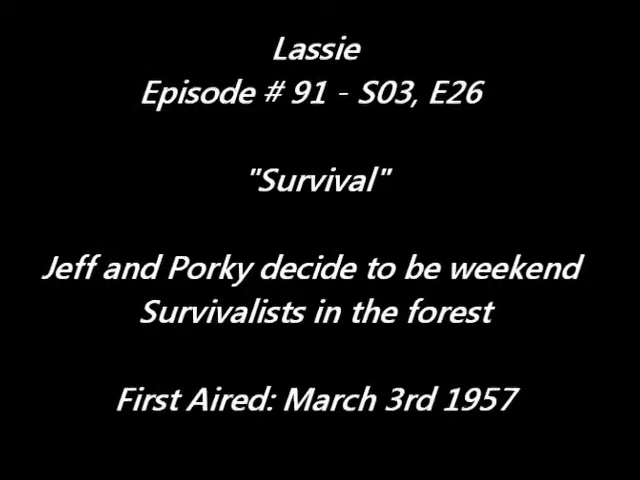 Lassie
Episode # 91 - S03, E26
"Survival"
Jeff and Porky decide to be weekend
Survivalists in the forest
First Aired: March 3rd 1957